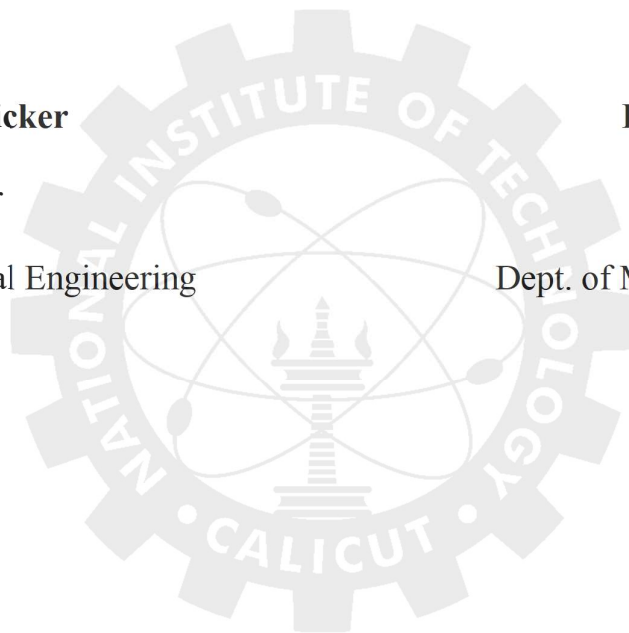 NATIONAL INSTITUTE OF TECHNOLOGY
• CALICUT •
icker
al Engineering
Dept. of